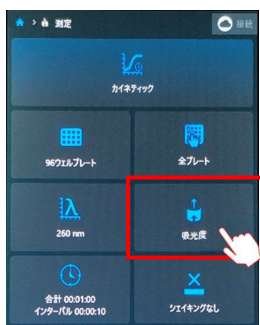 測定
接続
カイネティック
96ウエルプレート
全プレート
260 nm
吸光度
合計 00:01:00
インターバル 00:00:10
シェイキングなし